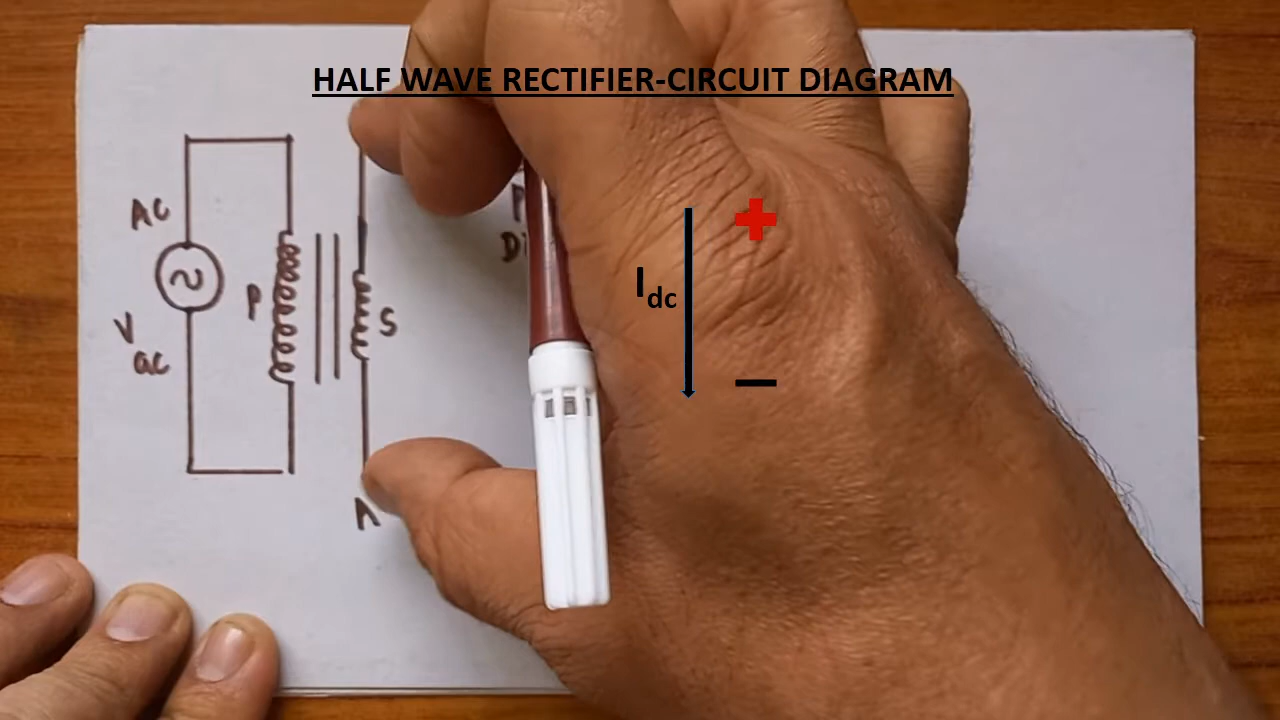 HALF WAVE RECTIFIER-CIRCUIT DIAGRAM
AC
V ac
P
S
I dc
+
−